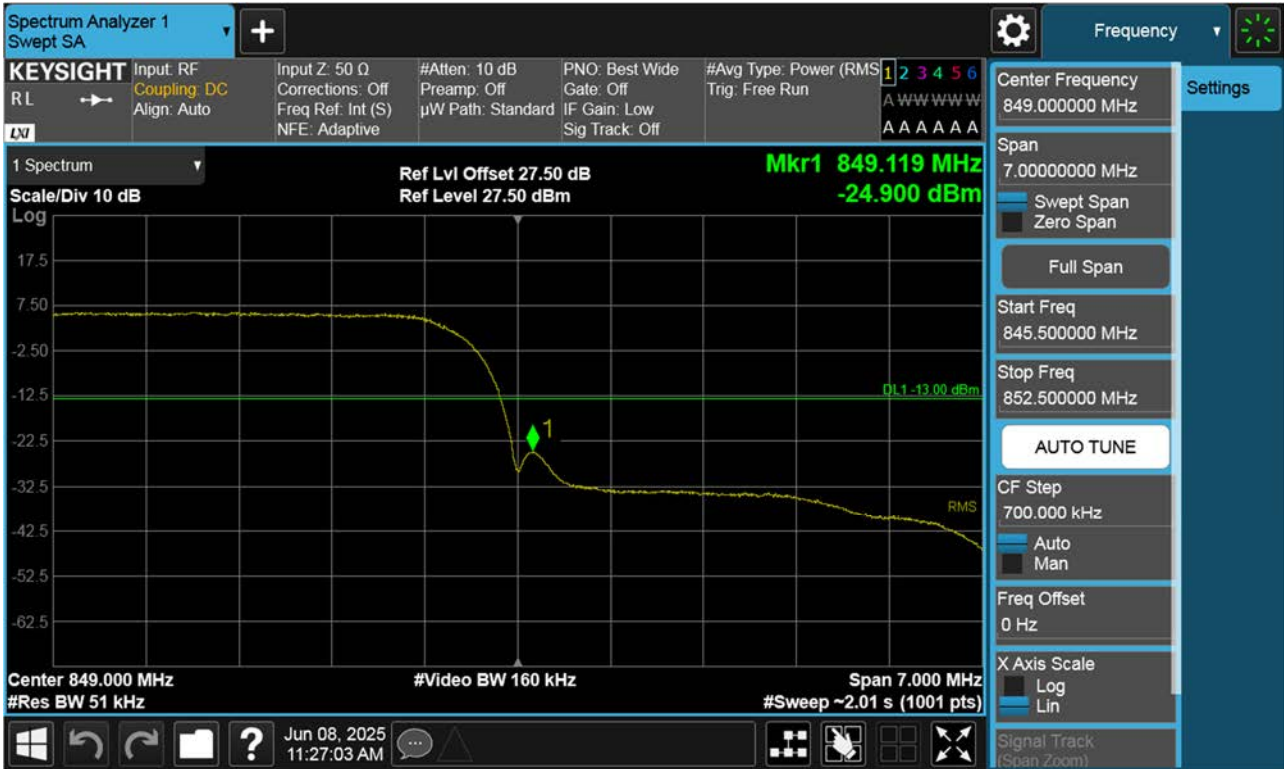 Spectrum Analyzer 1
Swept SA
+
Frequency
KEYSIGHT
RL
LXI
Input: RF
Coupling: DC
Align: Auto
Input Z: 50 Ω
Corrections: Off
Freq Ref: Int (S)
NFE: Adaptive
#Atten: 10 dB
Preamp: Off
µW Path: Standard
PNO: Best Wide
Gate: Off
IF Gain: Low
Sig Track: Off
#Avg Type: Power (RMS
Trig: Free Run
1 2 3 4 5 6
A W W W W W
A A A A A A
1 Spectrum
Scale/Div 10 dB
Log
Ref Lvl Offset 27.50 dB
Ref Level 27.50 dBm
Mkr1 849.119 MHz
-24.900 dBm
17.5
7.50
-2.50
-12.5
-22.5
-32.5
-42.5
-52.5
-62.5
DL1 -13.00 dBm
1
RMS
Center 849.000 MHz
#Res BW 51 kHz
#Video BW 160 kHz
Span 7.000 MHz
#Sweep ~2.01 s (1001 pts)
Center Frequency
849.000000 MHz
Span
7.00000000 MHz
Swept Span
Zero Span
Full Span
Start Freq
845.500000 MHz
Stop Freq
852.500000 MHz
AUTO TUNE
CF Step
700.000 kHz
Auto
Man
Freq Offset
0 Hz
X Axis Scale
Log
Lin
Signal Track
(Span Zoom)
Settings
?
Jun 08, 2025
11:27:03 AM